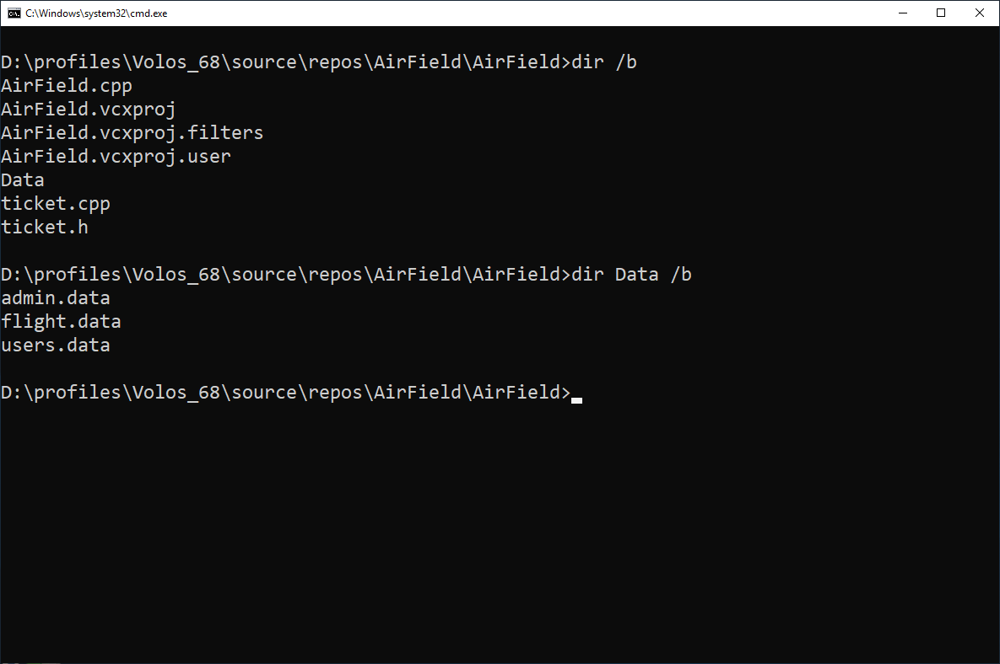 C:\Windows\system32\cmd.exe
D:\profiles\Volos_68\source\repos\AirField\AirField>dir /b
AirField.cpp
AirField.vcxproj
AirField.vcxproj.filters
AirField.vcxproj.user
Data
ticket.cpp
ticket.h
D:\profiles\Volos_68\source\repos\AirField\AirField>dir Data /b
admin.data
flight.data
users.data
D:\profiles\Volos_68\source\repos\AirField\AirField>